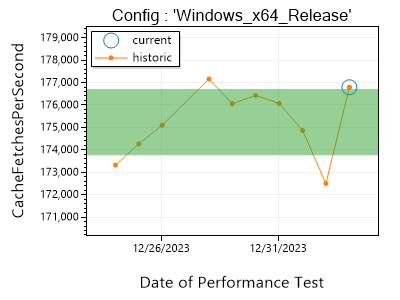 Config : 'Windows_x64_Release'
CacheFetchesPerSecond
179,000
178,000
177,000
176,000
175,000
174,000
173,000
172,000
171,000
current
historic
12/26/2023
12/31/2023
Date of Performance Test